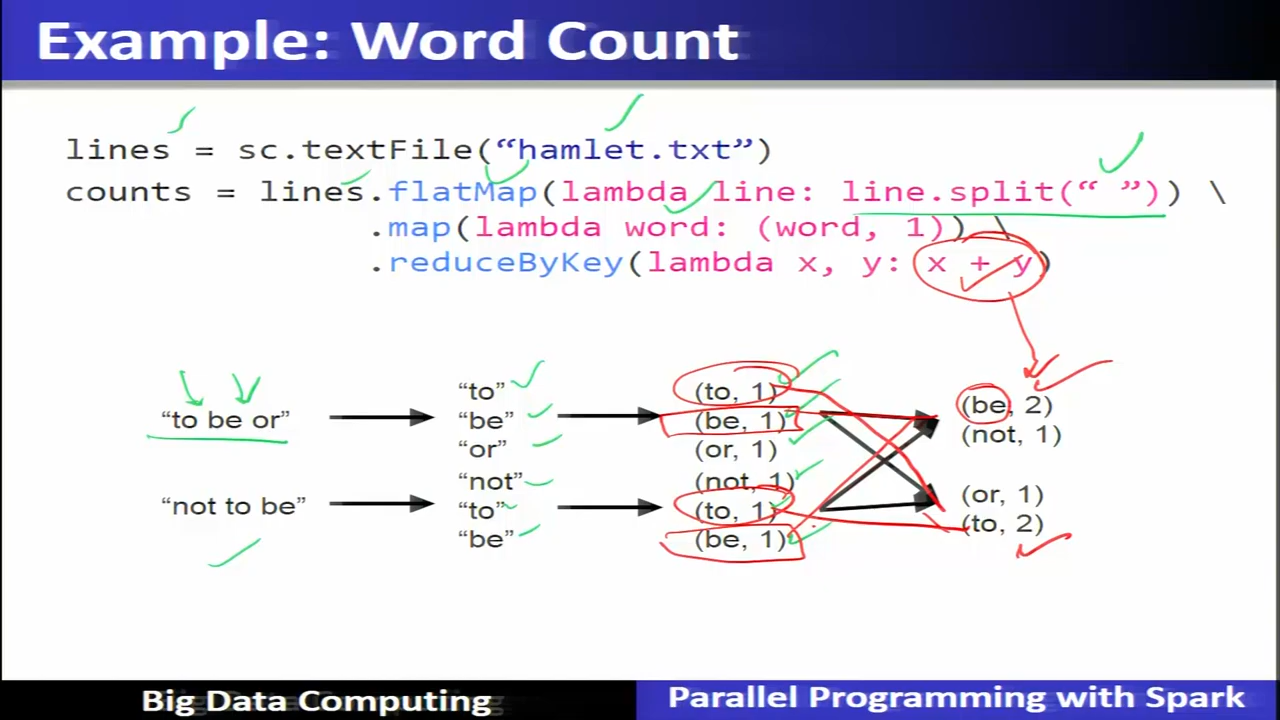 Example: Word Count
lines = sc.textFile(“hamlet.txt”)
counts = lines.flatMap(lambda line: line.split(“ ”)) \
.map(lambda word: (word, 1)) \
.reduceByKey(lambda x, y: x + y)
“to be or”
“not to be”
“to”
“be”
“or”
“not”
“to”
“be”
(to, 1)
(be, 1)
(or, 1)
(not, 1)
(to, 1)
(be, 1)
(be, 2)
(not, 1)
(or, 1)
(to, 2)
Big Data Computing
Parallel Programming with Spark